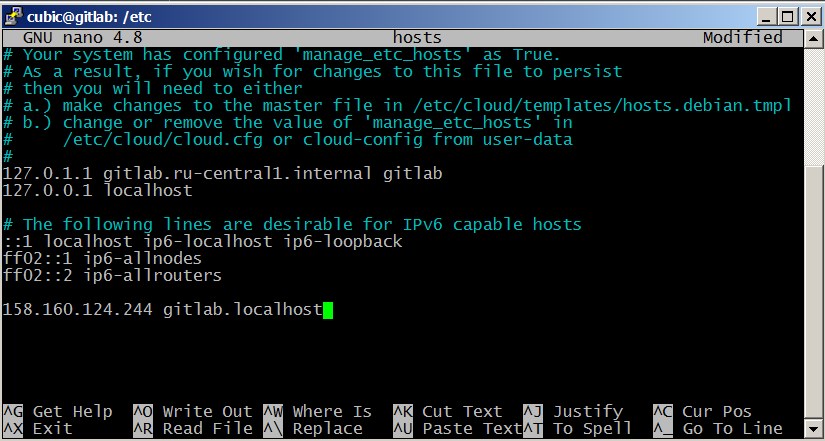 cubic@gitlab: /etc
GNU nano 4.8 hosts Modified
# Your system has configured 'manage_etc_hosts' as True.
# As a result, if you wish for changes to this file to persist
# then you will need to either
# a.) make changes to the master file in /etc/cloud/templates/hosts.debian.tmpl
# b.) change or remove the value of 'manage_etc_hosts' in
#     /etc/cloud/cloud.cfg or cloud-config from user-data
#
127.0.1.1 gitlab.ru-central1.internal gitlab
127.0.0.1 localhost
# The following lines are desirable for IPv6 capable hosts
::1 localhost ip6-localhost ip6-loopback
ff02::1 ip6-allnodes
ff02::2 ip6-allrouters
158.160.124.244 gitlab.localhost
^G Get Help ^O Write Out ^W Where Is ^K Cut Text ^J Justify ^C Cur Pos
^X Exit ^R Read File ^\ Replace ^U Paste Text ^T To Spell ^_ Go To Line